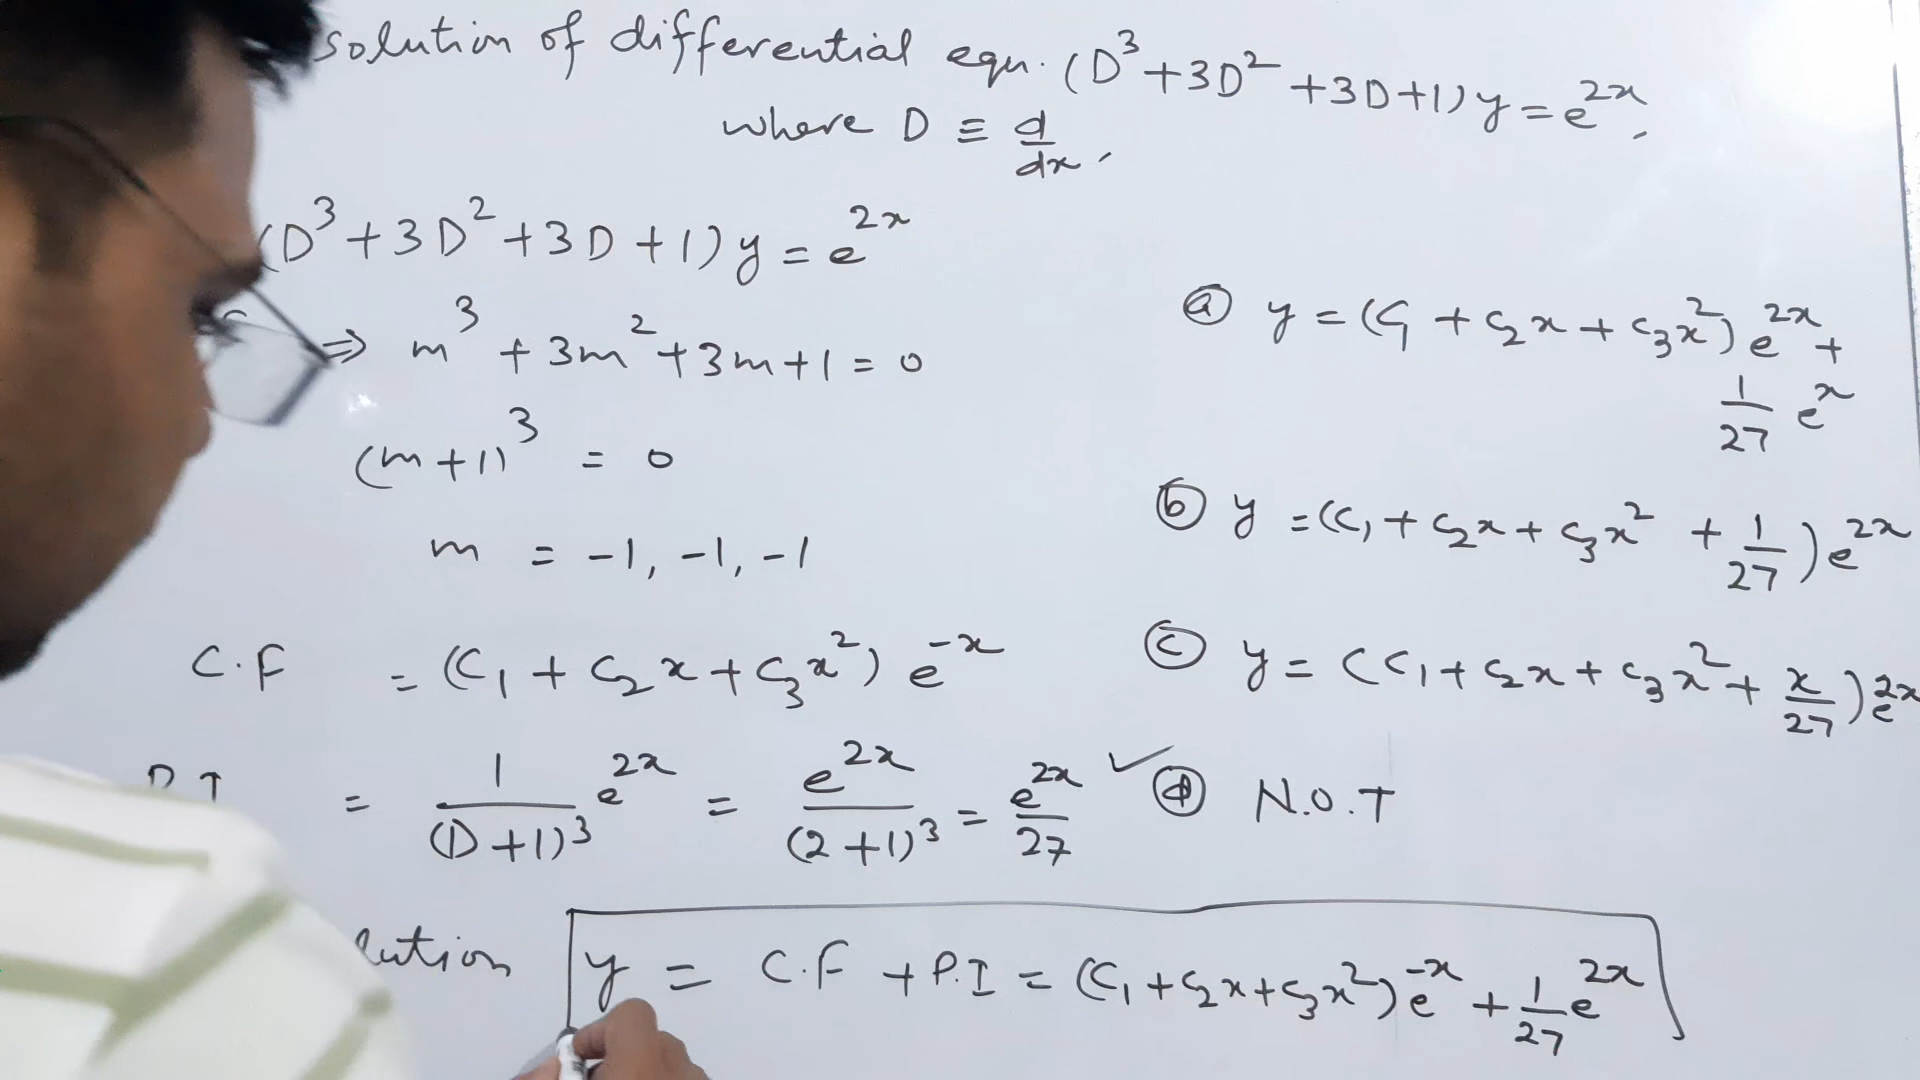 solution of differential eqn. (D³+3D²+3D+1)y=e²ˣ,
where D ≡ d/dx,
(D³+3D²+3D+1)y=e²ˣ
⇒ m³+3m²+3m+1=0
(m+1)³ = 0
m = -1, -1, -1
C.F = (C₁+C₂x+C₃x²) e⁻ˣ
P.I = 1/(D+1)³ e²ˣ = e²ˣ/(2+1)³ = e²ˣ/27
lution y = C.F + P.I = (C₁+C₂x+C₃x²)e⁻ˣ + 1/27 e²ˣ
(a) y = (C₁+C₂x+C₃x²)e²ˣ +
1/27 eˣ
(b) y = (C₁+C₂x+C₃x² + 1/27)e²ˣ
(c) y = (C₁+C₂x+C₃x²+ x/27)e²ˣ
✓(d) N.O.T